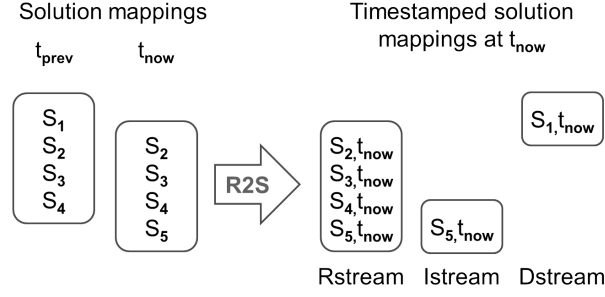 Solution mappings
Timestamped solution
mappings at tnow
tprev
tnow
S1
S2
S3
S4
S2
S3
S4
S5
R2S
S2,tnow
S3,tnow
S4,tnow
S5,tnow
S5,tnow
S1,tnow
Rstream
Istream
Dstream